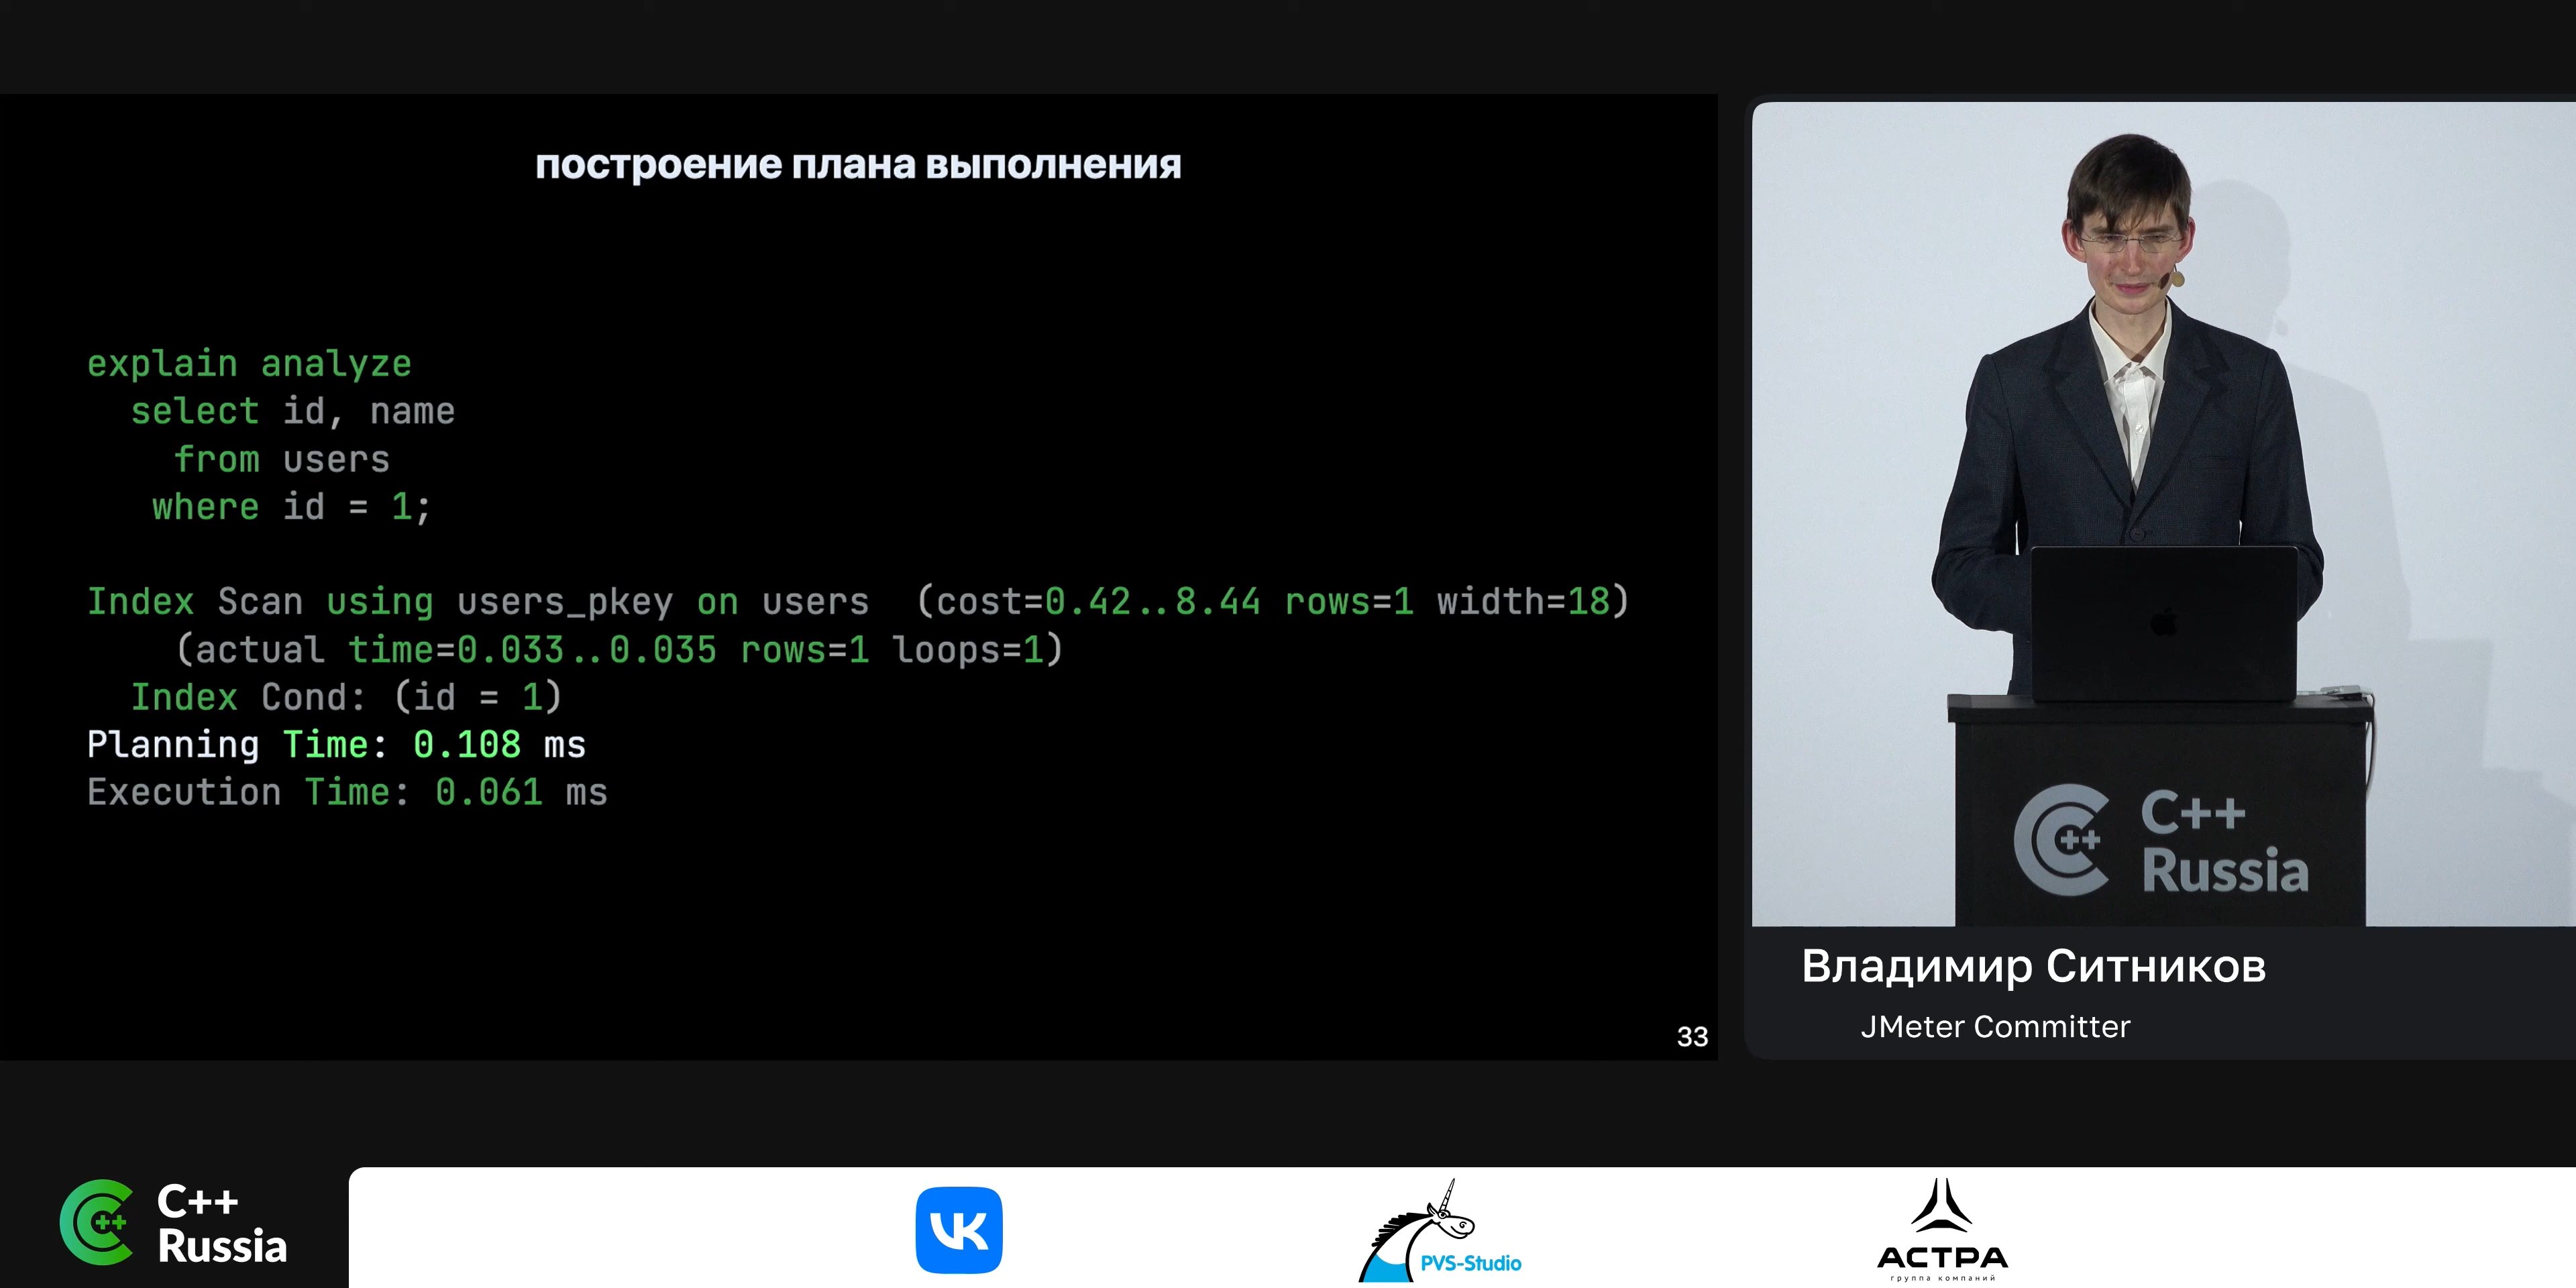 построение плана выполнения
explain analyze
select id, name
from users
where id = 1;
Index Scan using users_pkey on users (cost=0.42..8.44 rows=1 width=18)
(actual time=0.033..0.035 rows=1 loops=1)
Index Cond: (id = 1)
Planning Time: 0.108 ms
Execution Time: 0.061 ms
33
C++
Russia
Владимир Ситников
JMeter Committer
C++
Russia
VK
PVS-Studio
АСТРА
группа компаний